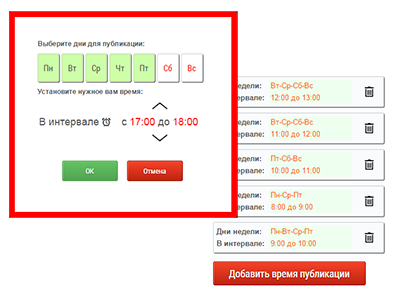 Выберите дни для публикации:
Пн Вт Ср Чт Пт Сб Вс
Установите нужное вам время:
В интервале с 17:00 до 18:00
OK Отмена
недели: Вт-Ср-Сб-Вс
нтервале: 12:00 до 13:00
недели: Вт-Ср-Сб-Вс
нтервале: 11:00 до 12:00
недели: Пт-Сб-Вс
нтервале: 10:00 до 11:00
недели: Пн-Ср-Пт
нтервале: 8:00 до 9:00
Дни недели: Пн-Вт-Ср-Пт
В интервале: 9:00 до 10:00
Добавить время публикации